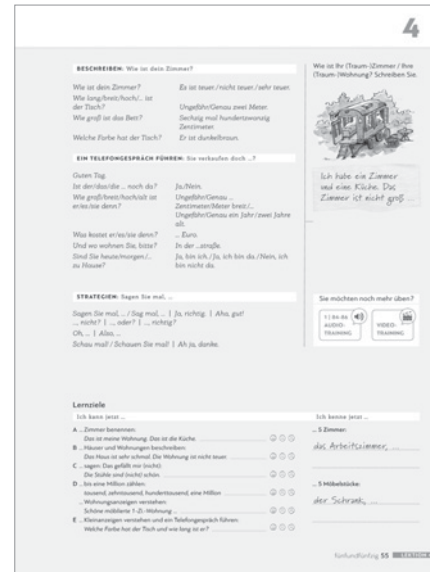 4
BESCHREIBEN: Wie ist dein Zimmer?
Wie ist dein Zimmer? Es ist teuer./nicht teuer./sehr teuer.
Wie lang/breit/hoch/... ist
der Tisch? Ungefähr/Genau zwei Meter.
Wie groß ist das Bett? Sechzig mal hundertzwanzig
Zentimeter.
Welche Farbe hat der Tisch? Er ist dunkelbraun.
EIN TELEFONGESPRÄCH FÜHREN: Sie verkaufen doch ...?
Guten Tag.
Ist der/das/die ... noch da? Ja/Nein.
Wie groß/breit/hoch/alt ist Ungefähr/Genau ...
er/es/sie denn? Zentimeter/Meter breit/...
Ungefähr/Genau ein Jahr/zwei Jahre
alt.
Was kostet er/es/sie denn? ... Euro.
Und wo wohnen Sie, bitte? In der ...straße.
Sind Sie heute/morgen/... Ja, bin ich./Ja, ich bin da./Nein, ich
zu Hause? bin nicht da.
STRATEGIEN: Sagen Sie mal, ...
Sagen Sie mal, ... / Sag mal, ... | Ja, richtig. | Aha, gut!
..., nicht? | ..., oder? | ..., richtig?
Oh, ... | Also, ...
Schau mal! / Schauen Sie mal! | Ah ja, danke.
Wie ist Ihr (Traum-)Zimmer / Ihre
(Traum-)Wohnung? Schreiben Sie.
Ich habe ein Zimmer
und eine Küche. Das
Zimmer ist nicht groß ...
Sie möchten noch mehr üben?
AUDIO-
TRAINING
VIDEO-
TRAINING
Lernziele
Ich kann jetzt ...
A ... Zimmer benennen:
Das ist meine Wohnung. Das ist die Küche.
B ... Häuser und Wohnungen beschreiben:
Das Haus ist sehr schmal. Die Wohnung ist nicht teuer.
C ... sagen: Das gefällt mir (nicht):
Die Stühle sind (nicht) schön.
D ... bis eine Million zählen:
tausend, zehntausend, hunderttausend, eine Million
... Wohnungsanzeigen verstehen:
Schöne möblierte 1-Zi.-Wohnung ...
E ... Kleinanzeigen verstehen und ein Telefongespräch führen:
Welche Farbe hat der Tisch und wie lang ist er?
Ich kenne jetzt ...
... 5 Zimmer:
das Arbeitszimmer, ...
... 5 Möbelstücke:
der Schrank, ...
fünfundfünfzig 55 LEKTION